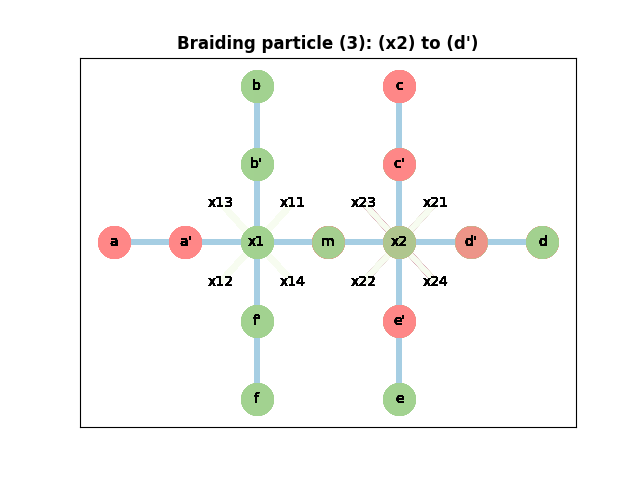 Braiding particle (3): (x2) to (d')
b c
b' c'
x13 x11 x23 x21
a a' x1 m x2 d' d
x12 x14 x22 x24
f' e'
f e